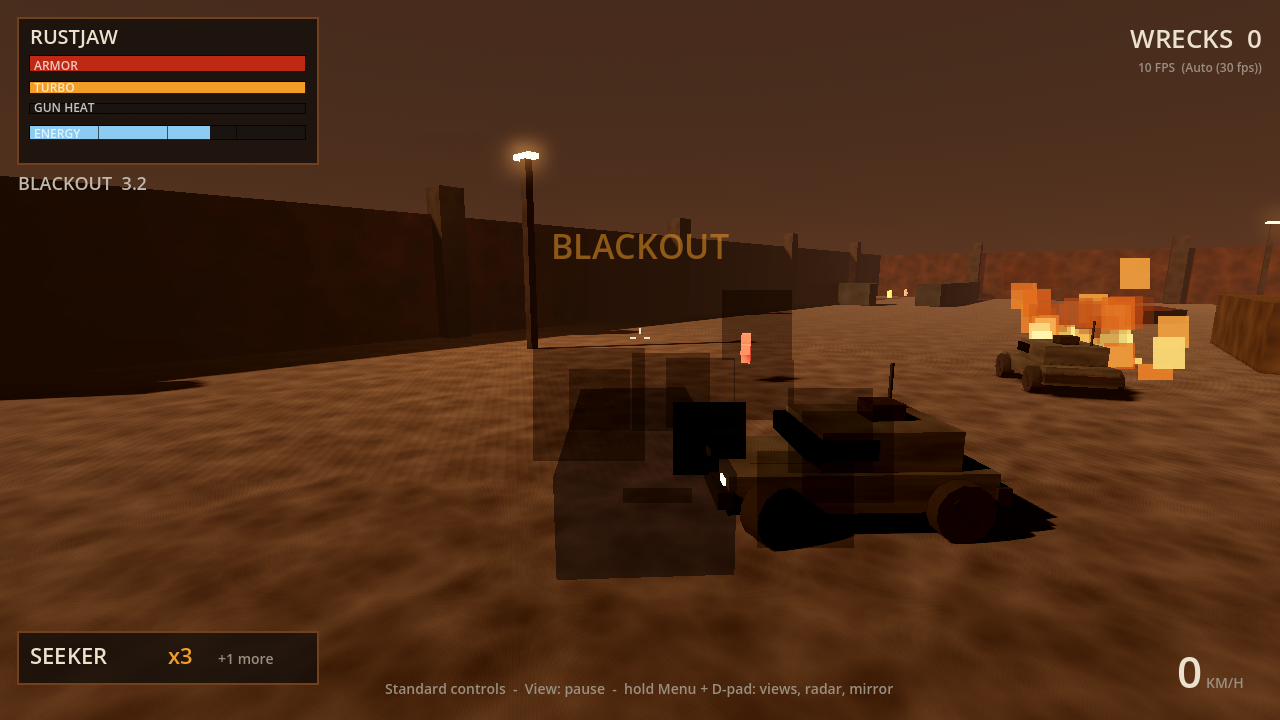 RUSTJAW
ARMOR
TURBO
GUN HEAT
ENERGY
BLACKOUT 3.2
WRECKS 0
10 FPS (Auto (30 fps))
BLACKOUT
SEEKER x3 +1 more
Standard controls - View: pause - hold Menu + D-pad: views, radar, mirror
0 KM/H